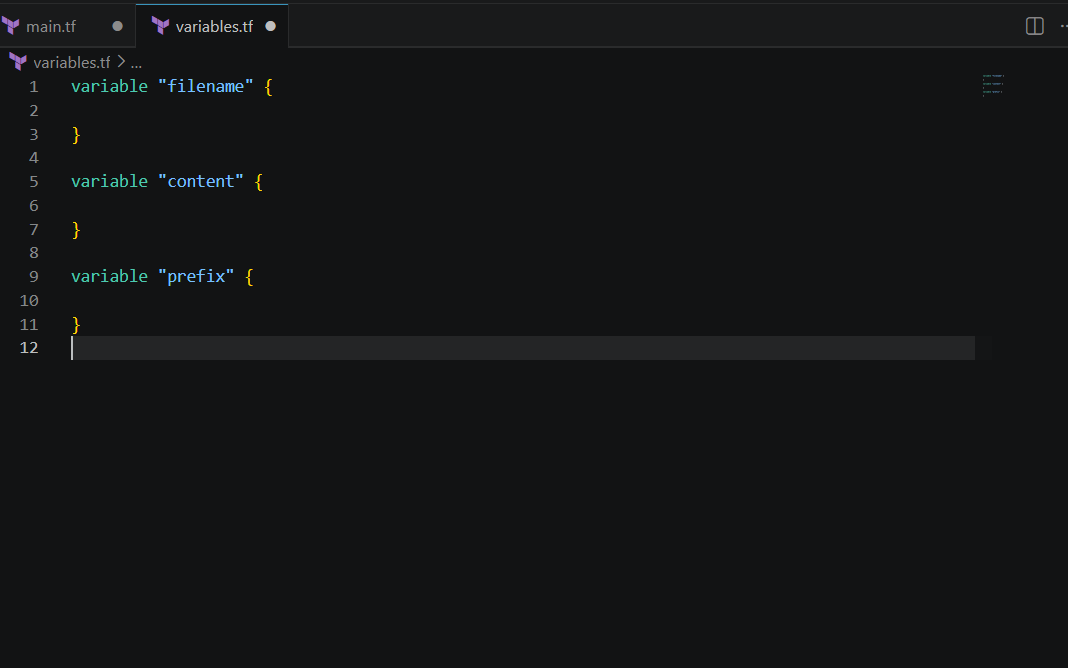 main.tf
variables.tf
variables.tf > ...
1 variable "filename" {
2
3 }
4
5 variable "content" {
6
7 }
8
9 variable "prefix" {
10
11 }
12